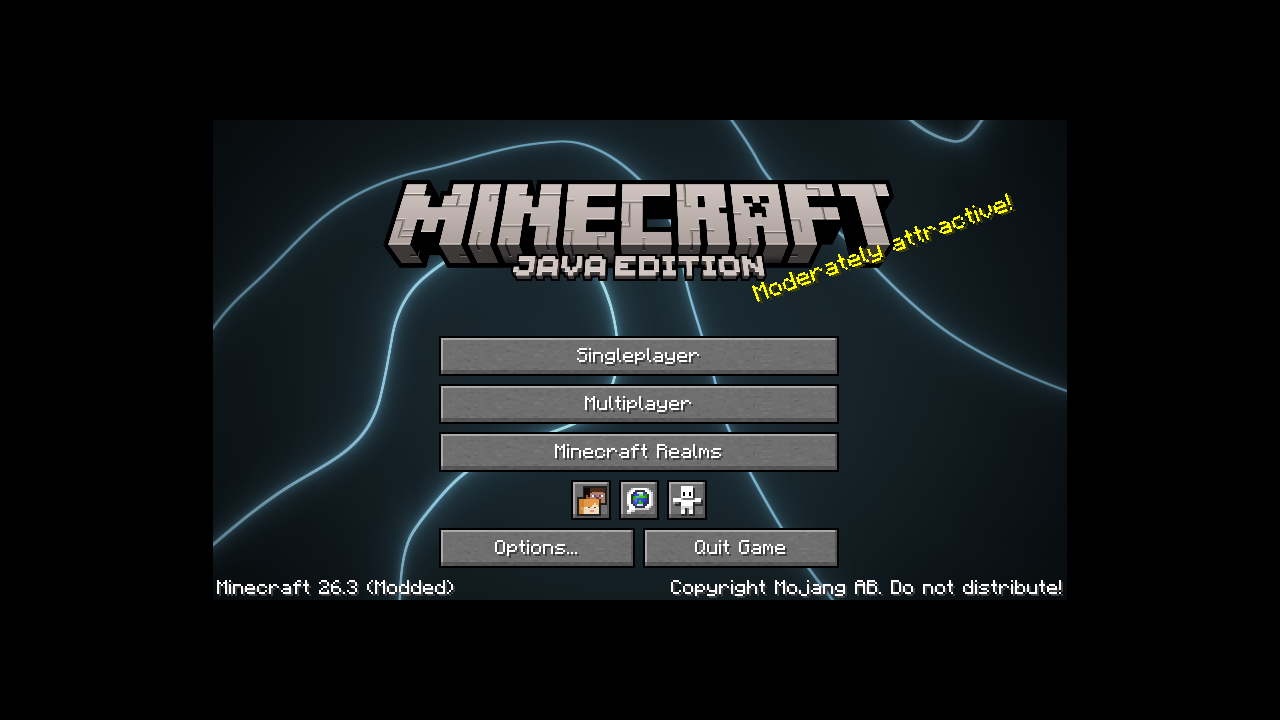 MINECRAFT
JAVA EDITION
Moderately attractive!
Singleplayer
Multiplayer
Minecraft Realms
Options...
Quit Game
Minecraft 26.3 (Modded)
Copyright Mojang AB. Do not distribute!